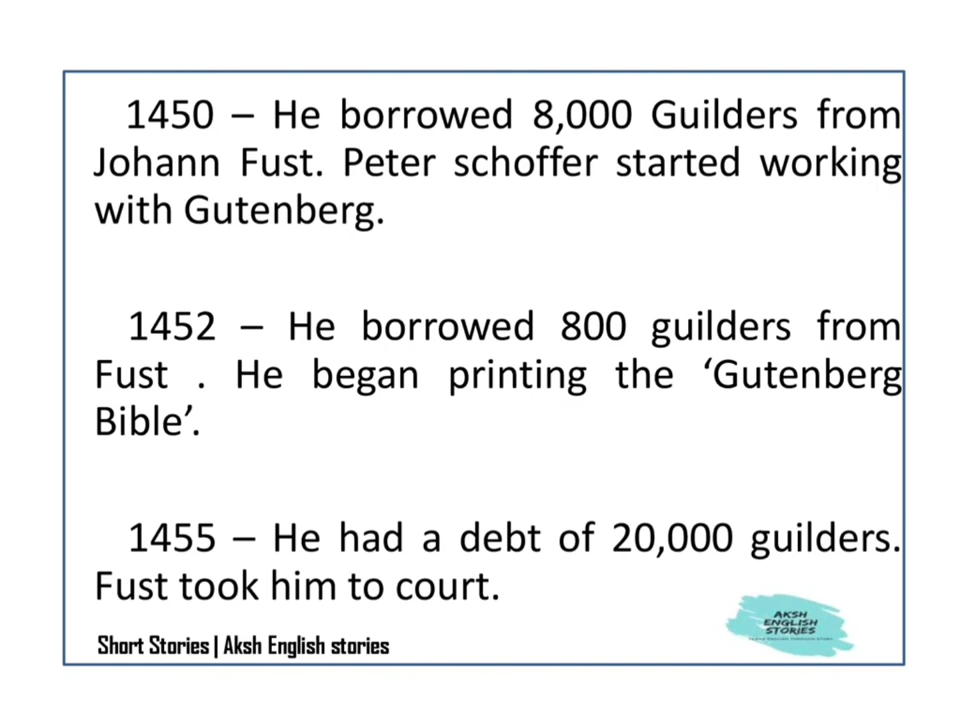 1450 – He borrowed 8,000 Guilders from
Johann Fust. Peter schoffer started working
with Gutenberg.
1452 – He borrowed 800 guilders from
Fust . He began printing the ‘Gutenberg
Bible’.
1455 – He had a debt of 20,000 guilders.
Fust took him to court.
AKSH
ENGLISH
STORIES
Short Stories | Aksh English stories